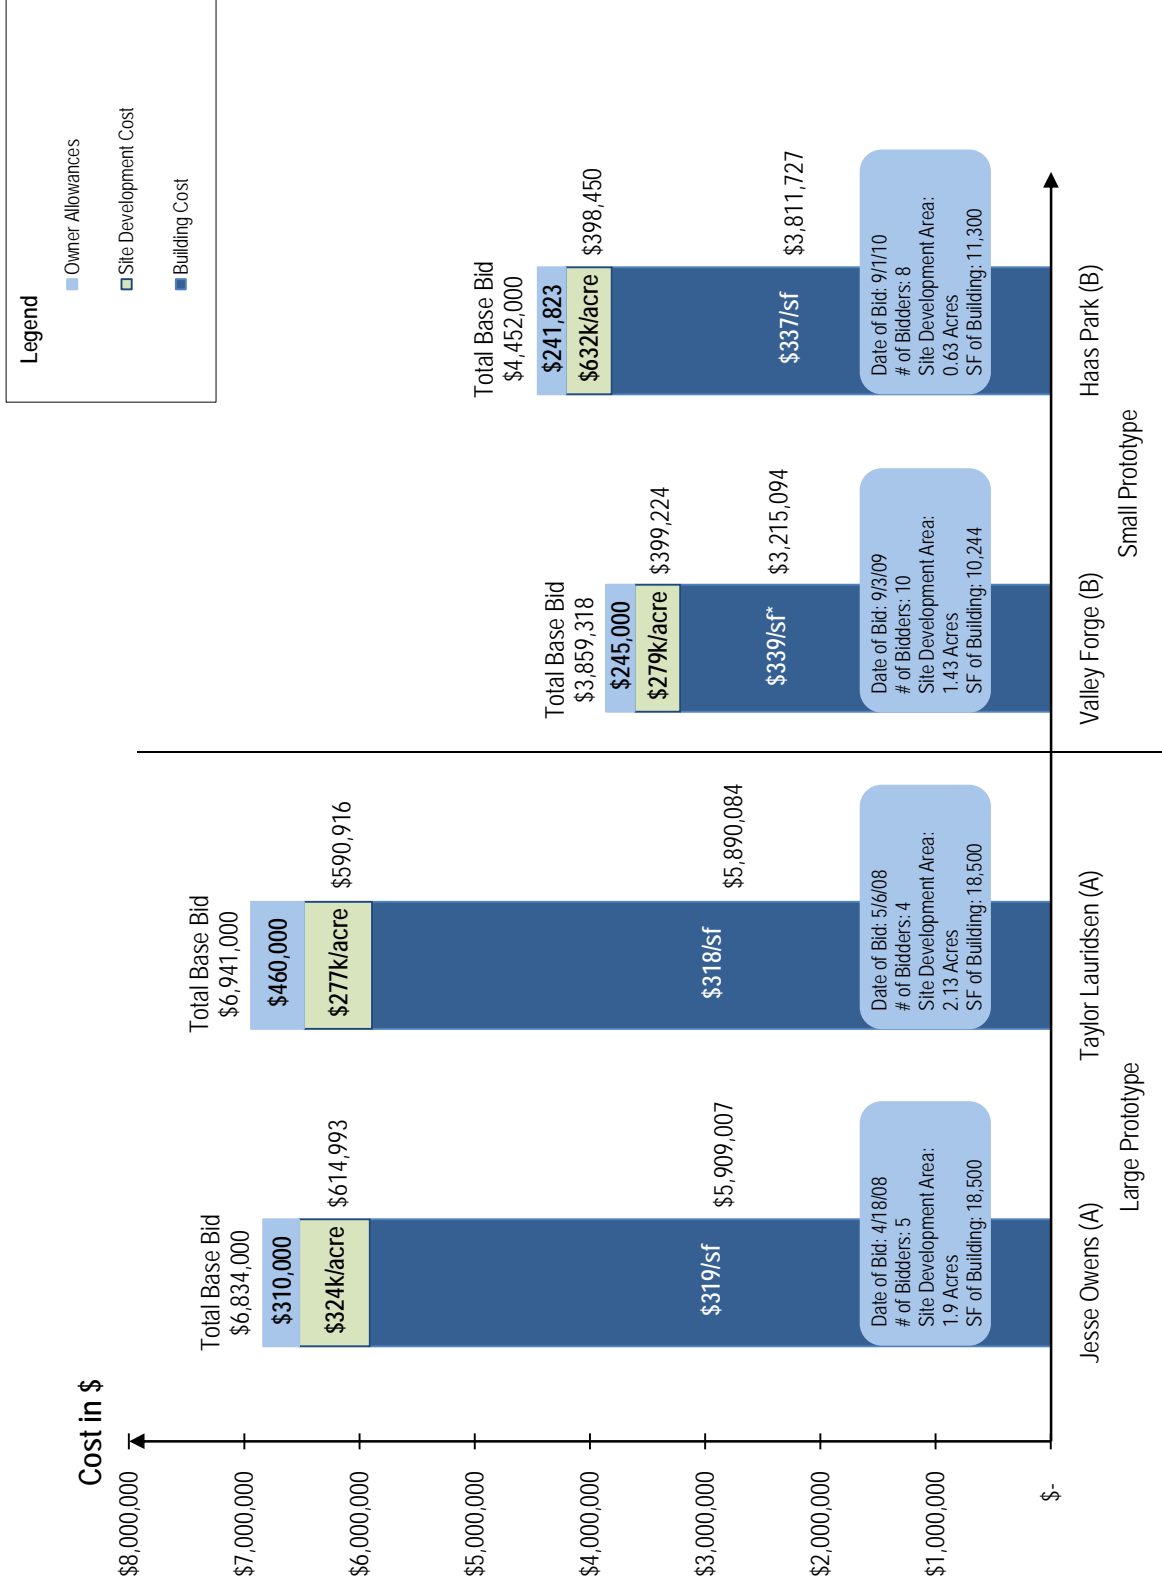 Legend
Owner Allowances
Site Development Cost
Building Cost
Cost in $
$8,000,000
$7,000,000
$6,000,000
$5,000,000
$4,000,000
$3,000,000
$2,000,000
$1,000,000
$-
Total Base Bid
$6,834,000
$310,000
$324k/acre
$614,993
$319/sf
$5,909,007
Date of Bid: 4/18/08
# of Bidders: 5
Site Development Area:
1.9 Acres
SF of Building: 18,500
Jesse Owens (A)
Total Base Bid
$6,941,000
$460,000
$277k/acre
$590,916
$318/sf
$5,890,084
Date of Bid: 5/6/08
# of Bidders: 4
Site Development Area:
2.13 Acres
SF of Building: 18,500
Taylor Lauridsen (A)
Large Prototype
Total Base Bid
$3,859,318
$245,000
$279k/acre
$399,224
$339/sf*
$3,215,094
Date of Bid: 9/3/09
# of Bidders: 10
Site Development Area:
1.43 Acres
SF of Building: 10,244
Valley Forge (B)
Total Base Bid
$4,452,000
$241,823
$632k/acre
$398,450
$337/sf
$3,811,727
Date of Bid: 9/1/10
# of Bidders: 8
Site Development Area:
0.63 Acres
SF of Building: 11,300
Haas Park (B)
Small Prototype